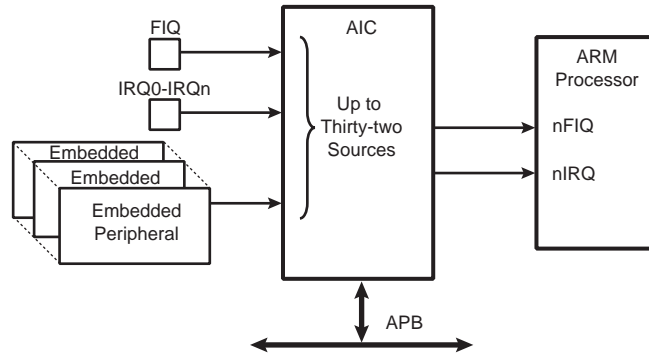 FIQ
IRQ0-IRQn
Embedded
Embedded
Embedded
Peripheral
AIC
Up to
Thirty-two
Sources
ARM
Processor
nFIQ
nIRQ
APB